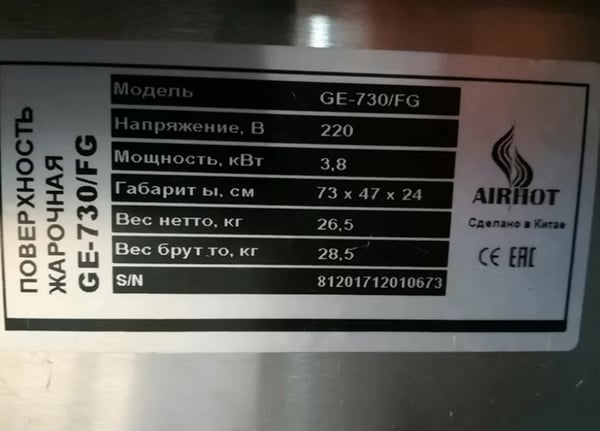 ПОВЕРХНОСТЬ
ЖАРОЧНАЯ
GE-730/FG
Модель GE-730/FG
Напряжение, В 220
Мощность, кВт 3,8
Габарит ы, см 73 x 47 x 24
Вес нетто, кг 26,5
Вес брут то, кг 28,5
S/N 81201712010673
AIRHOT
Сделано в Китае
CE EAC